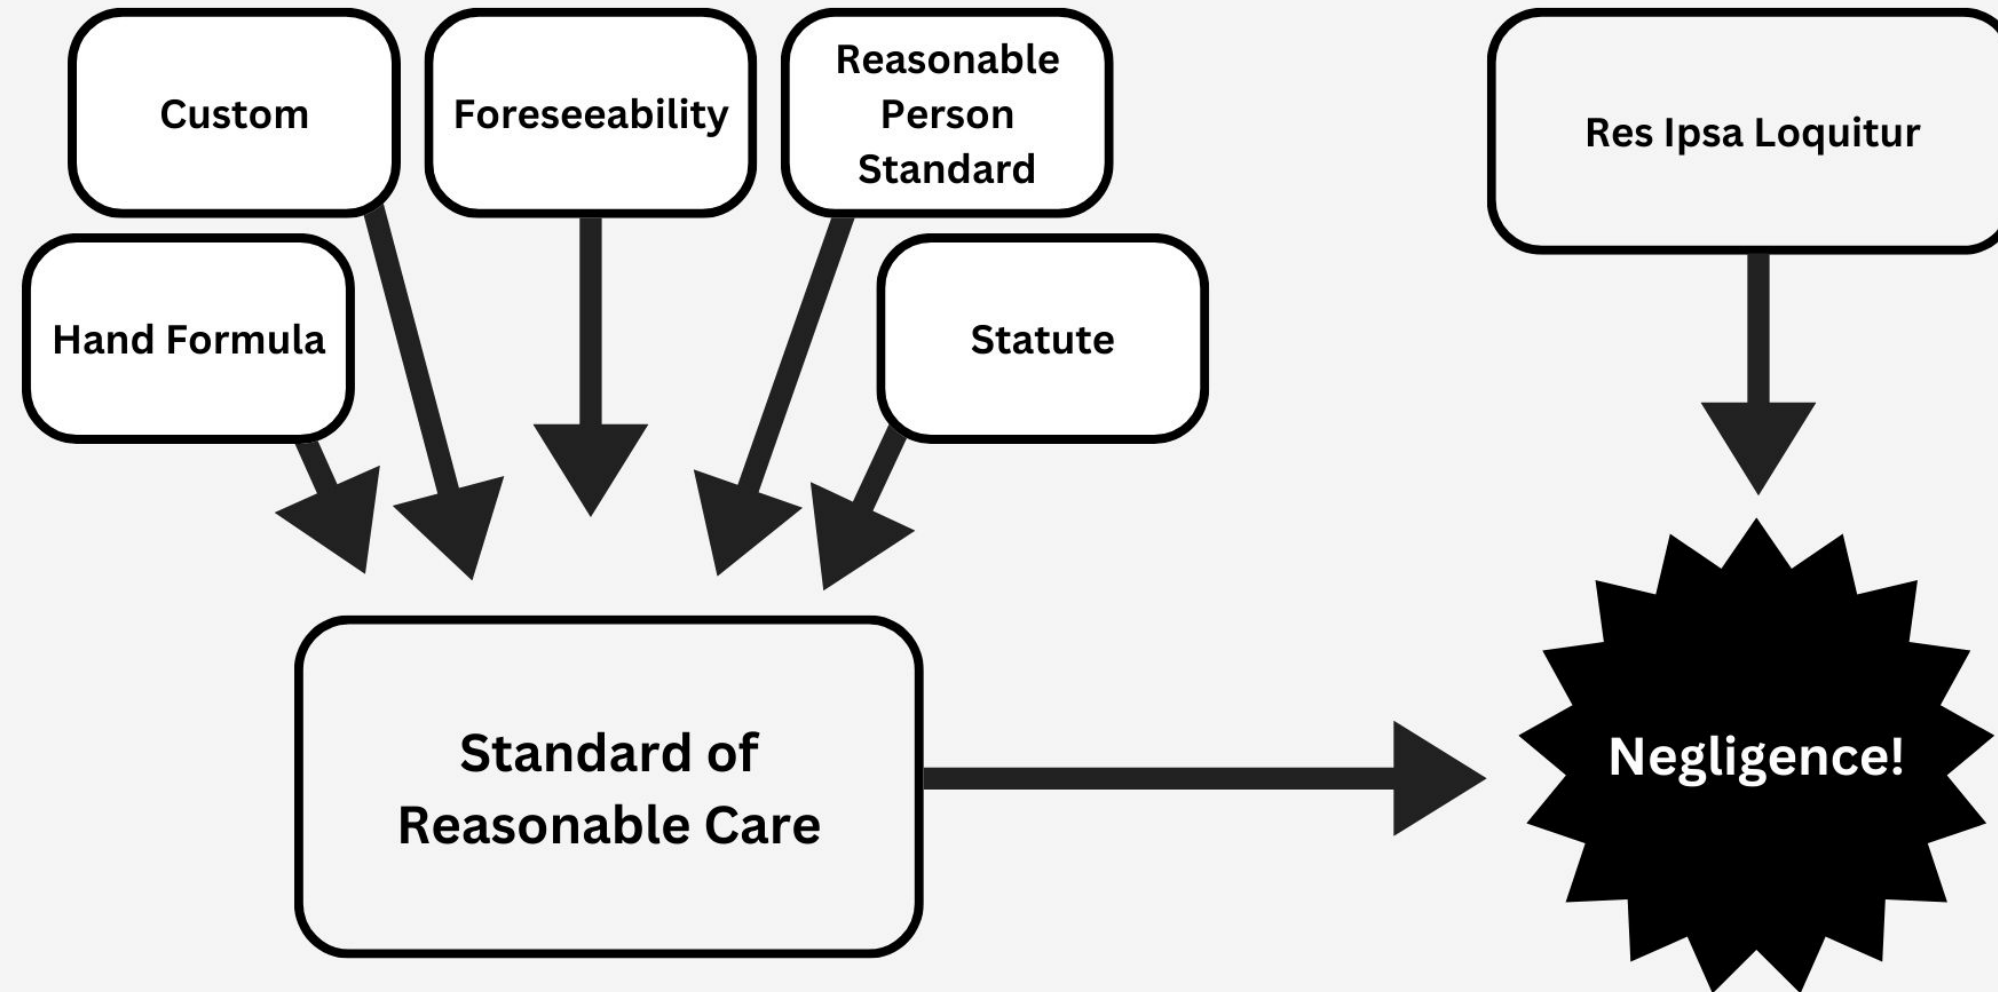 Custom
Foreseeability
Reasonable
Person
Standard
Res Ipsa Loquitur
Hand Formula
Statute
Standard of
Reasonable Care
Negligence!